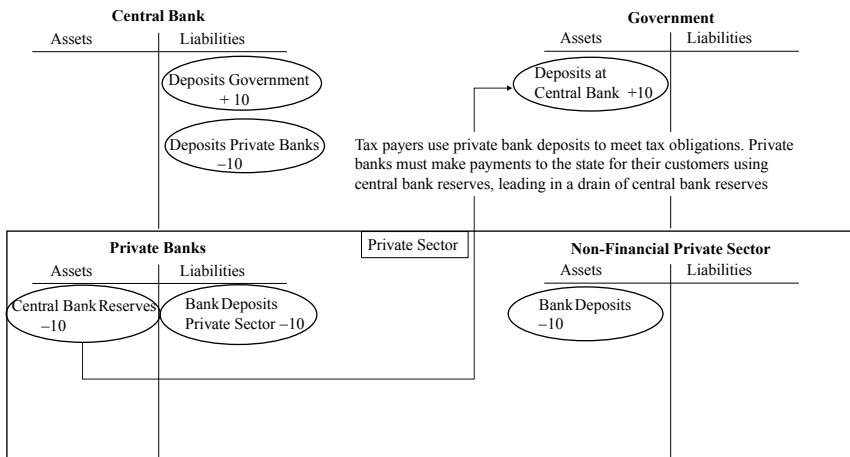 Central Bank
Assets Liabilities
Deposits Government
+ 10
Deposits Private Banks
–10
Government
Assets Liabilities
Deposits at
Central Bank +10
Tax payers use private bank deposits to meet tax obligations. Private
banks must make payments to the state for their customers using
central bank reserves, leading in a drain of central bank reserves
Private Sector
Private Banks
Assets Liabilities
Central Bank Reserves
–10
Bank Deposits
Private Sector –10
Non-Financial Private Sector
Assets Liabilities
Bank Deposits
–10